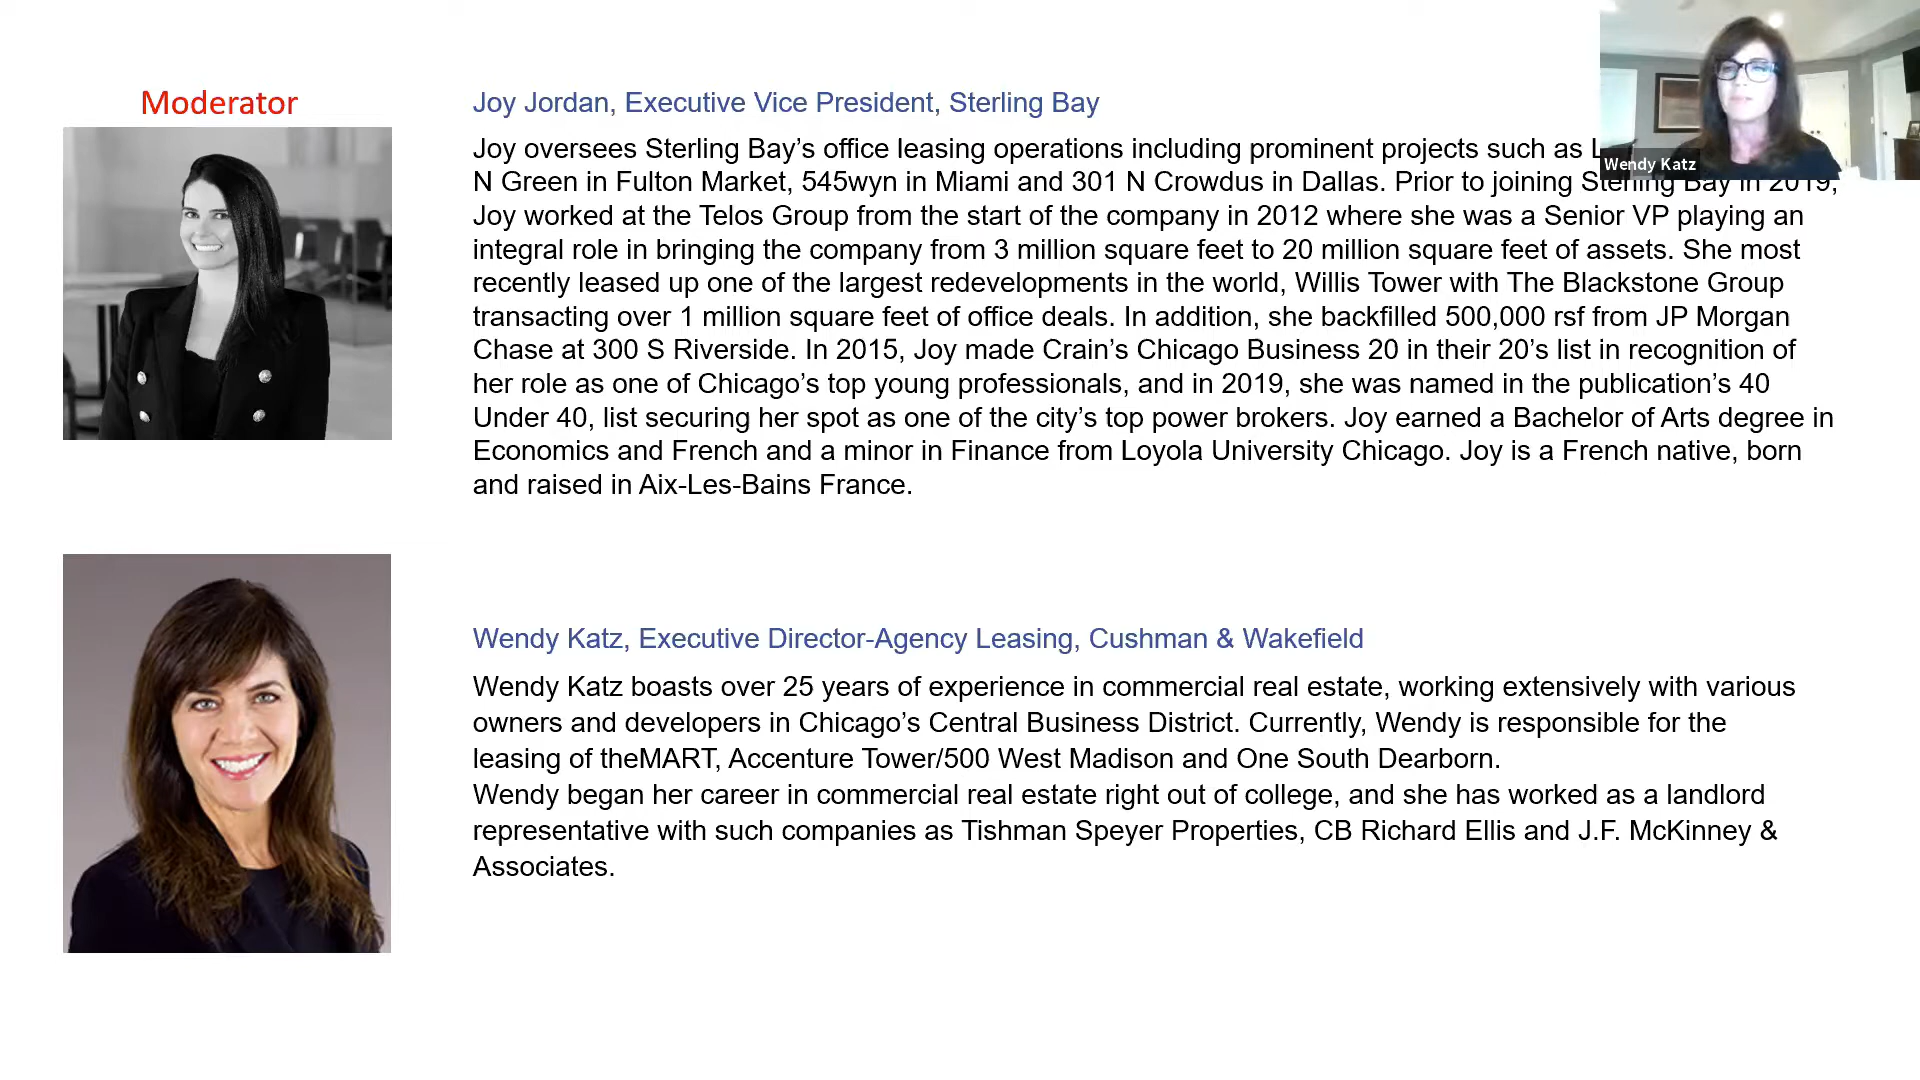 Moderator
Joy Jordan, Executive Vice President, Sterling Bay
Joy oversees Sterling Bay’s office leasing operations including prominent projects such as
N Green in Fulton Market, 545wyn in Miami and 301 N Crowdus in Dallas. Prior to joining Sterling Bay in 2019,
Joy worked at the Telos Group from the start of the company in 2012 where she was a Senior VP playing an
integral role in bringing the company from 3 million square feet to 20 million square feet of assets. She most
recently leased up one of the largest redevelopments in the world, Willis Tower with The Blackstone Group
transacting over 1 million square feet of office deals. In addition, she backfilled 500,000 rsf from JP Morgan
Chase at 300 S Riverside. In 2015, Joy made Crain’s Chicago Business 20 in their 20’s list in recognition of
her role as one of Chicago’s top young professionals, and in 2019, she was named in the publication’s 40
Under 40, list securing her spot as one of the city’s top power brokers. Joy earned a Bachelor of Arts degree in
Economics and French and a minor in Finance from Loyola University Chicago. Joy is a French native, born
and raised in Aix-Les-Bains France.
Wendy Katz
Wendy Katz, Executive Director-Agency Leasing, Cushman & Wakefield
Wendy Katz boasts over 25 years of experience in commercial real estate, working extensively with various
owners and developers in Chicago’s Central Business District. Currently, Wendy is responsible for the
leasing of theMART, Accenture Tower/500 West Madison and One South Dearborn.
Wendy began her career in commercial real estate right out of college, and she has worked as a landlord
representative with such companies as Tishman Speyer Properties, CB Richard Ellis and J.F. McKinney &
Associates.